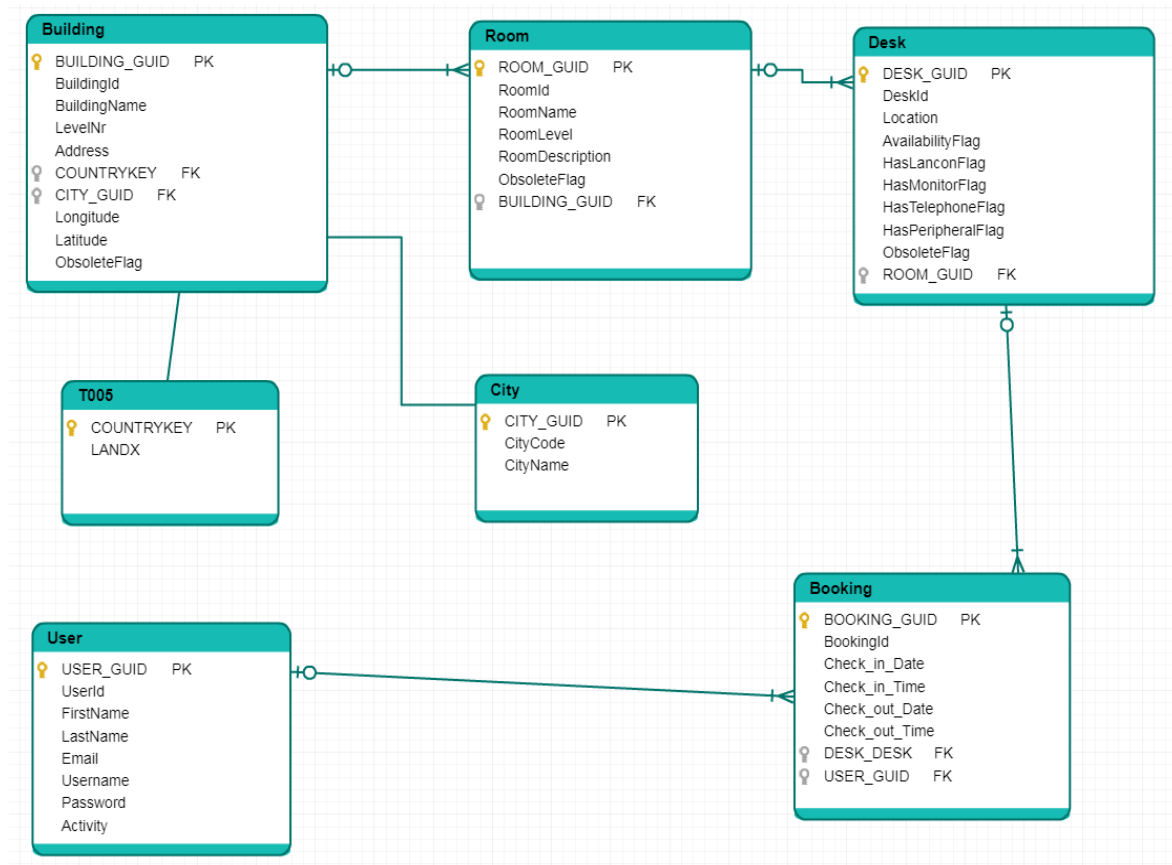 Building
BUILDING_GUID PK
BuildingId
BuildingName
LevelNr
Address
COUNTRYKEY FK
CITY_GUID FK
Longitude
Latitude
ObsoleteFlag
Room
ROOM_GUID PK
RoomId
RoomName
RoomLevel
RoomDescription
ObsoleteFlag
BUILDING_GUID FK
Desk
DESK_GUID PK
DeskId
Location
AvailabilityFlag
HasLanconFlag
HasMonitorFlag
HasTelephoneFlag
HasPeripheralFlag
ObsoleteFlag
ROOM_GUID FK
T005
COUNTRYKEY PK
LANDX
City
CITY_GUID PK
CityCode
CityName
User
USER_GUID PK
UserId
FirstName
LastName
Email
Username
Password
Activity
Booking
BOOKING_GUID PK
BookingId
Check_in_Date
Check_in_Time
Check_out_Date
Check_out_Time
DESK_DESK FK
USER_GUID FK